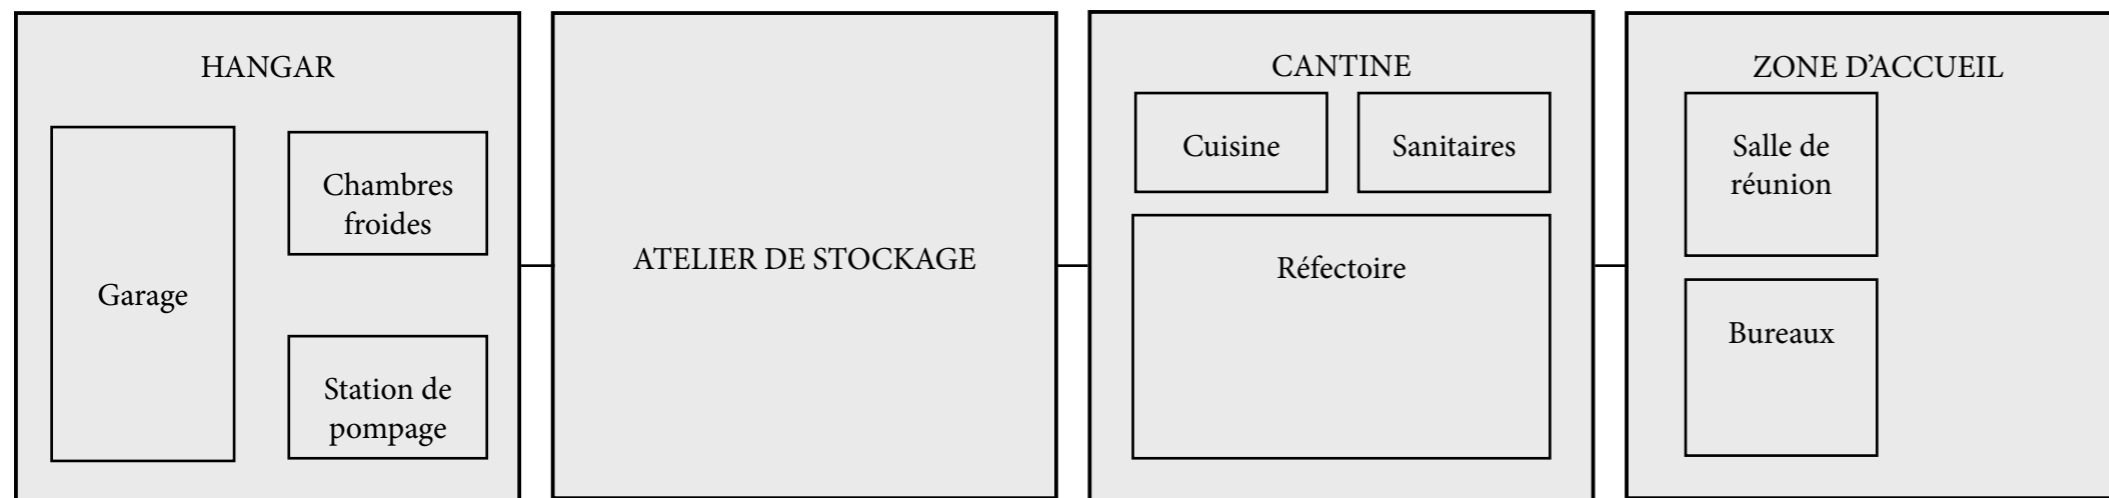 HANGAR
Garage
Chambres
froides
Station de
pompage
ATELIER DE STOCKAGE
CANTINE
Cuisine
Sanitaires
Réfectoire
ZONE D'ACCUEIL
Salle de
réunion
Bureaux